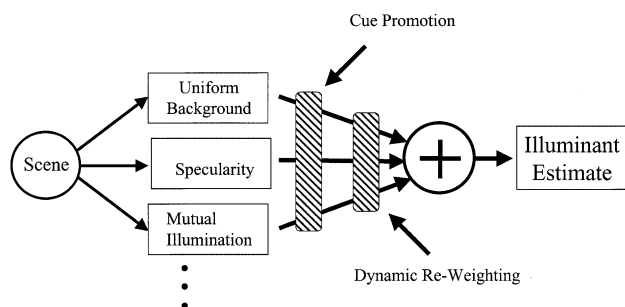 Cue Promotion
Uniform
Background
Scene
Specularity
Illuminant
Estimate
Mutual
Illumination
Dynamic Re-Weighting